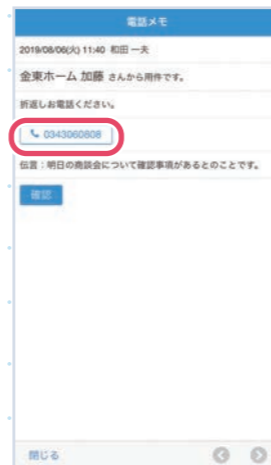 電話メモ
2019/08/06(火) 11:40 和田 一夫
金東ホーム 加藤 さんから用件です。
折返しお電話ください。
0343060808
伝言：明日の商談会について確認事項があるとのことです。
確認
閉じる